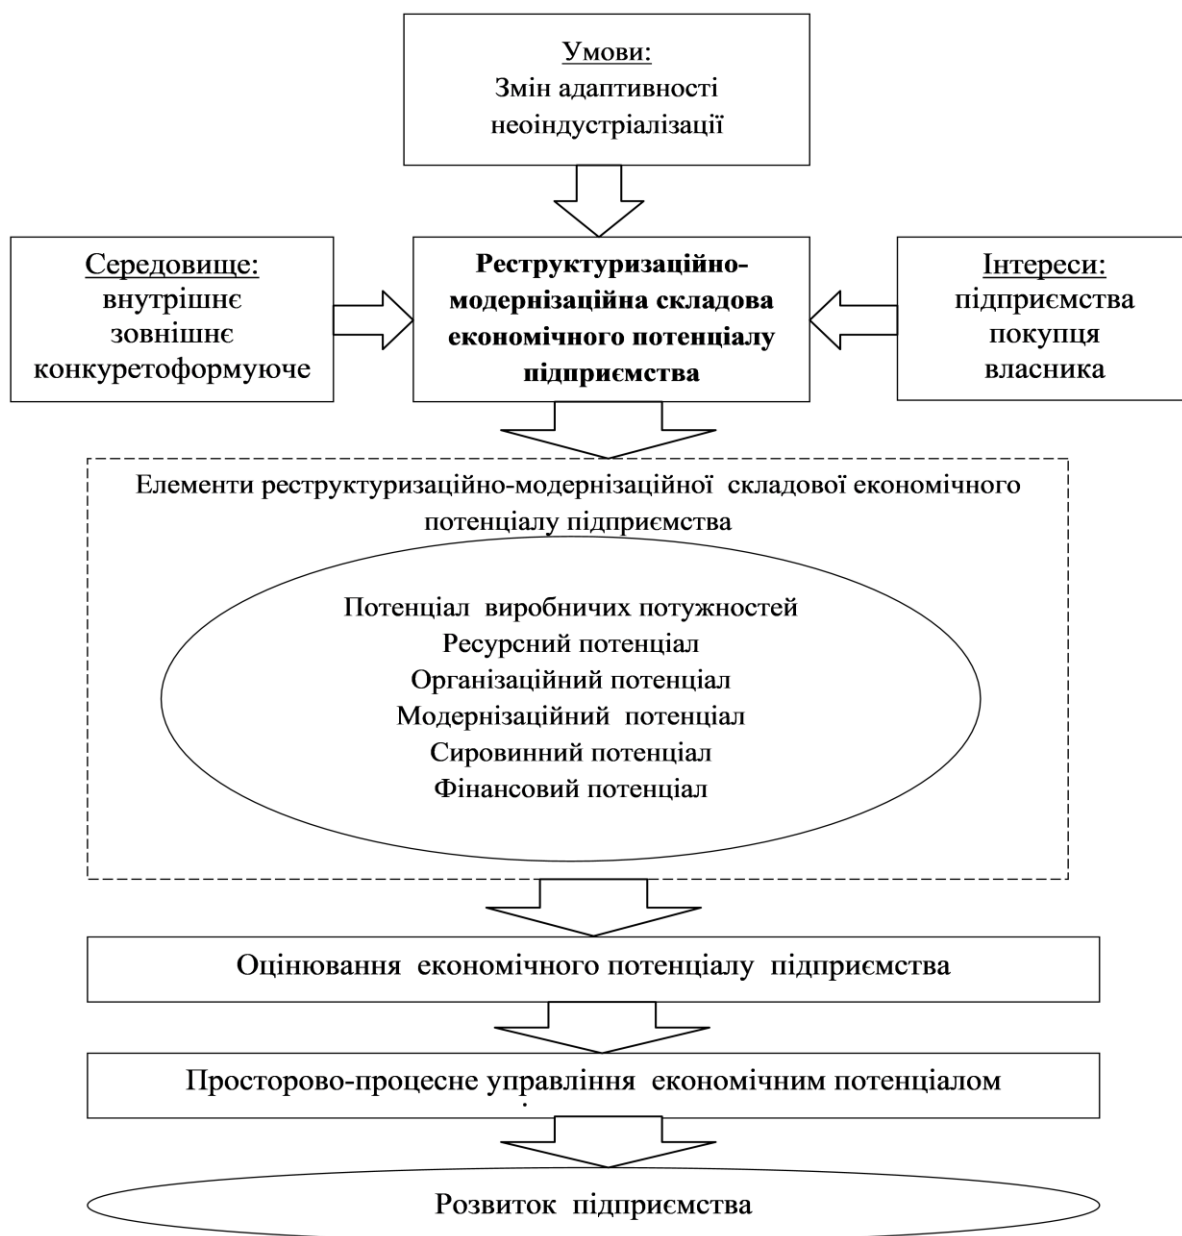 Умови:
Змін адаптивності
неоіндустріалізації
Середовище:
внутрішнє
зовнішнє
конкуретоформуюче
Реструктуризаційно-
модернізаційна складова
економічного потенціалу
підприємства
Інтереси:
підприємства
покупця
власника
Елементи реструктуризаційно-модернізаційної складової економічного
потенціалу підприємства
Потенціал виробничих потужностей
Ресурсний потенціал
Організаційний потенціал
Модернізаційний потенціал
Сировинний потенціал
Фінансовий потенціал
Оцінювання економічного потенціалу підприємства
Просторово-процесне управління економічним потенціалом
Розвиток підприємства